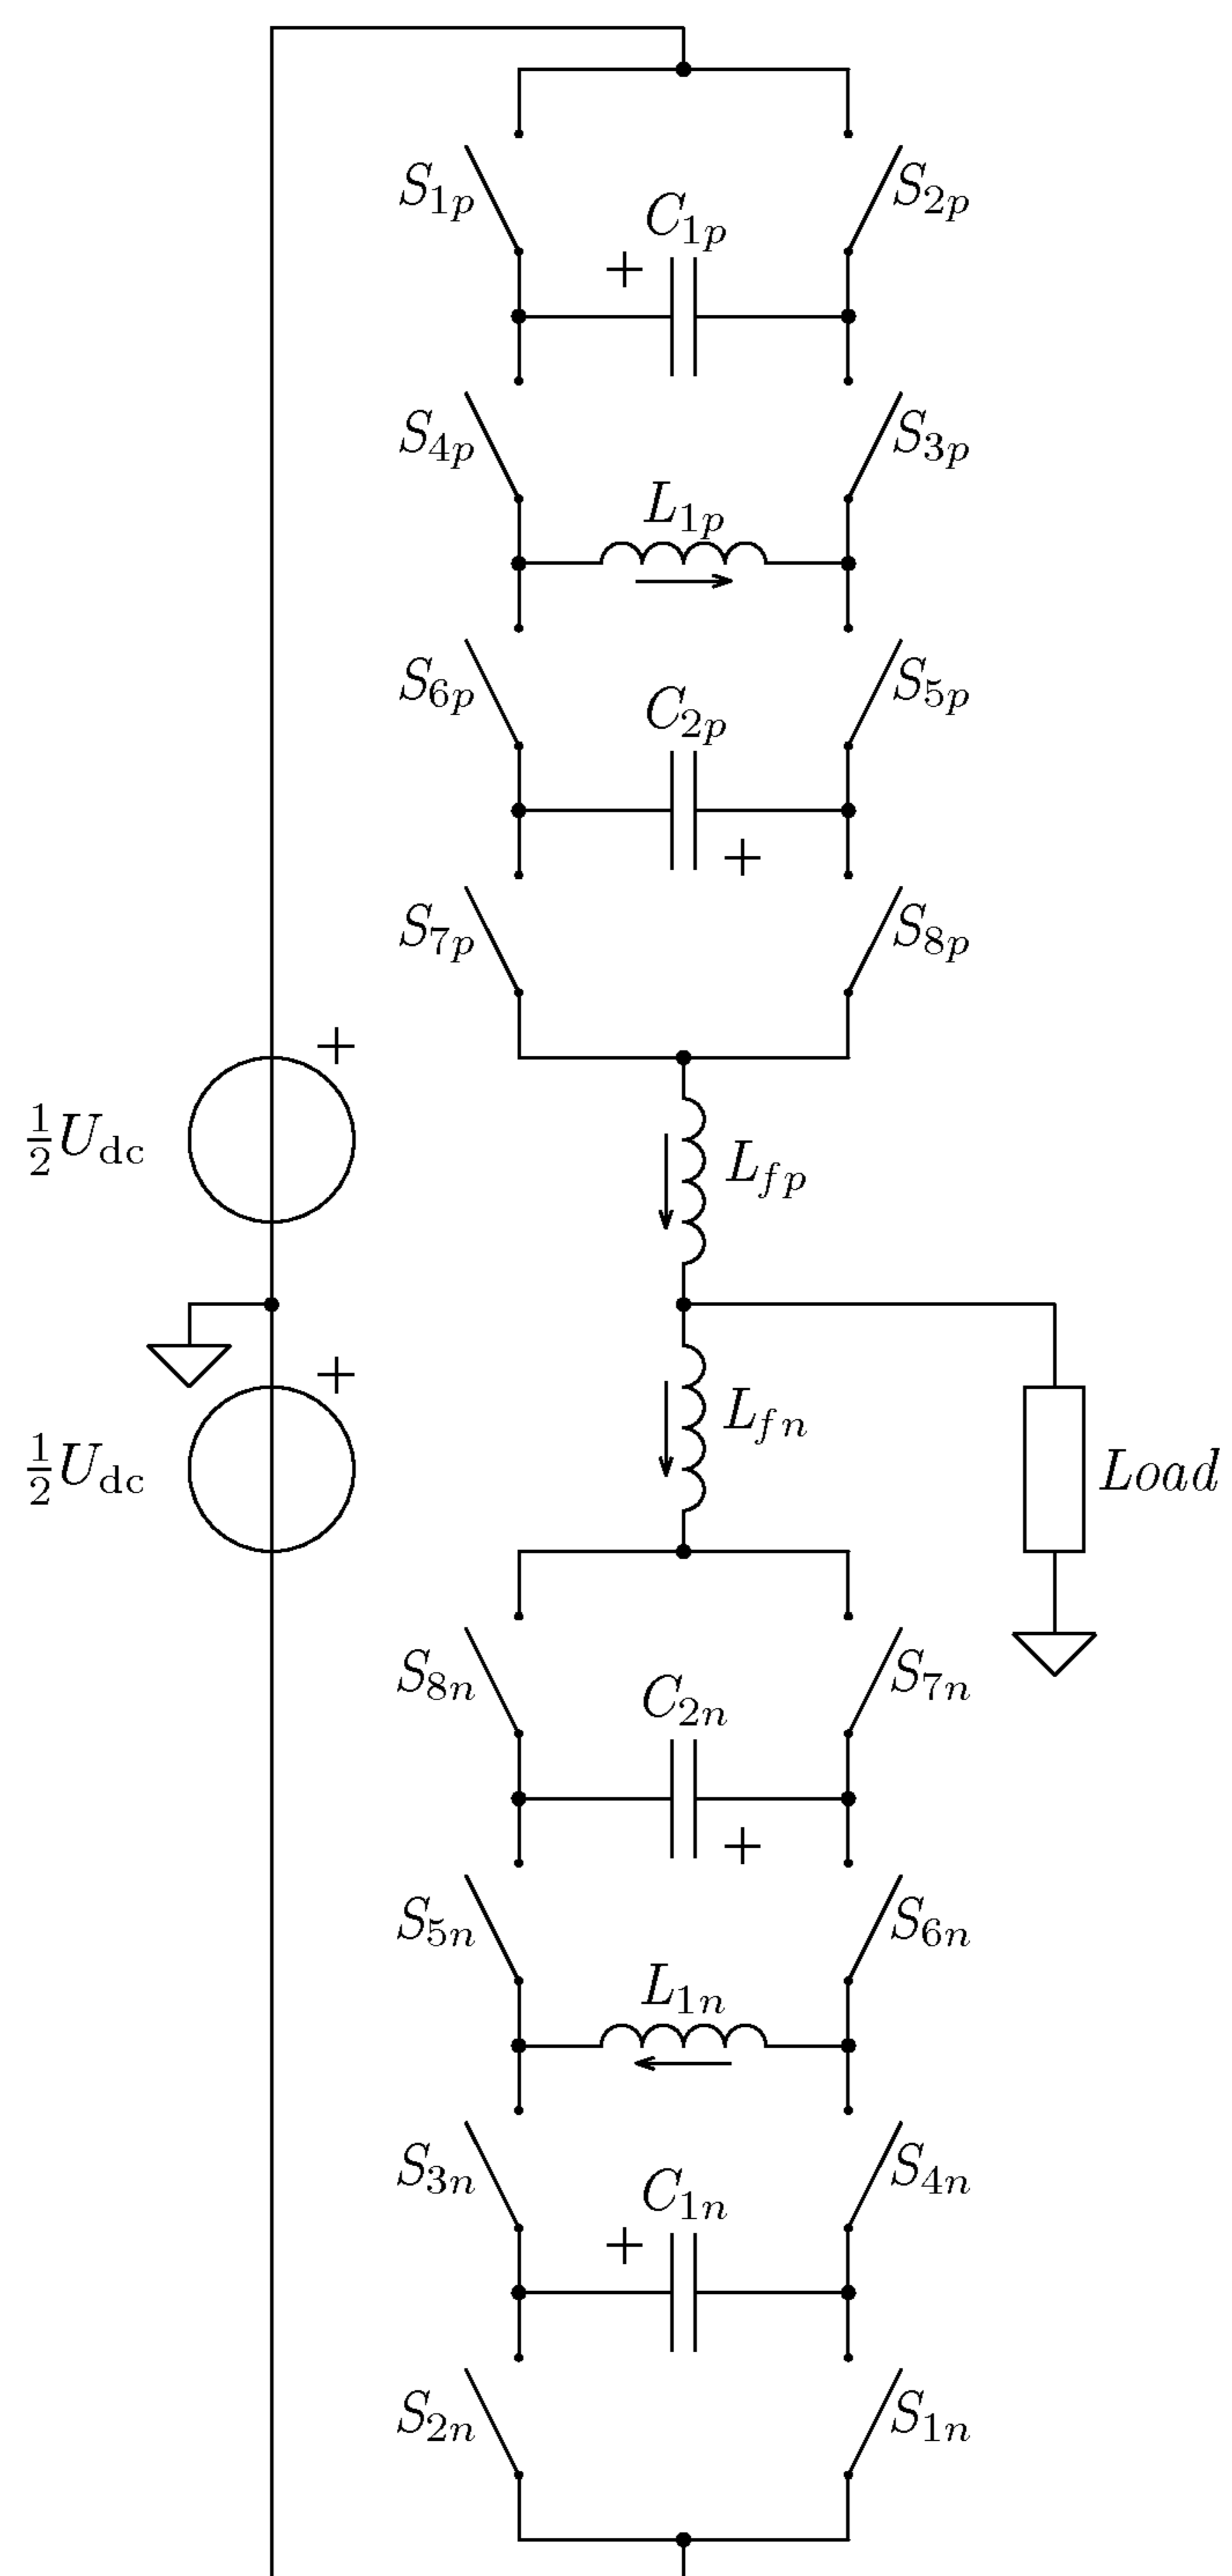 S1p
S2p
C1p
+
S4p
S3p
L1p
S6p
S5p
C2p
+
S7p
S8p
+
½Udc
Lfp
+
½Udc
Lfn
Load
S8n
S7n
C2n
+
S5n
S6n
L1n
S3n
S4n
C1n
+
S2n
S1n